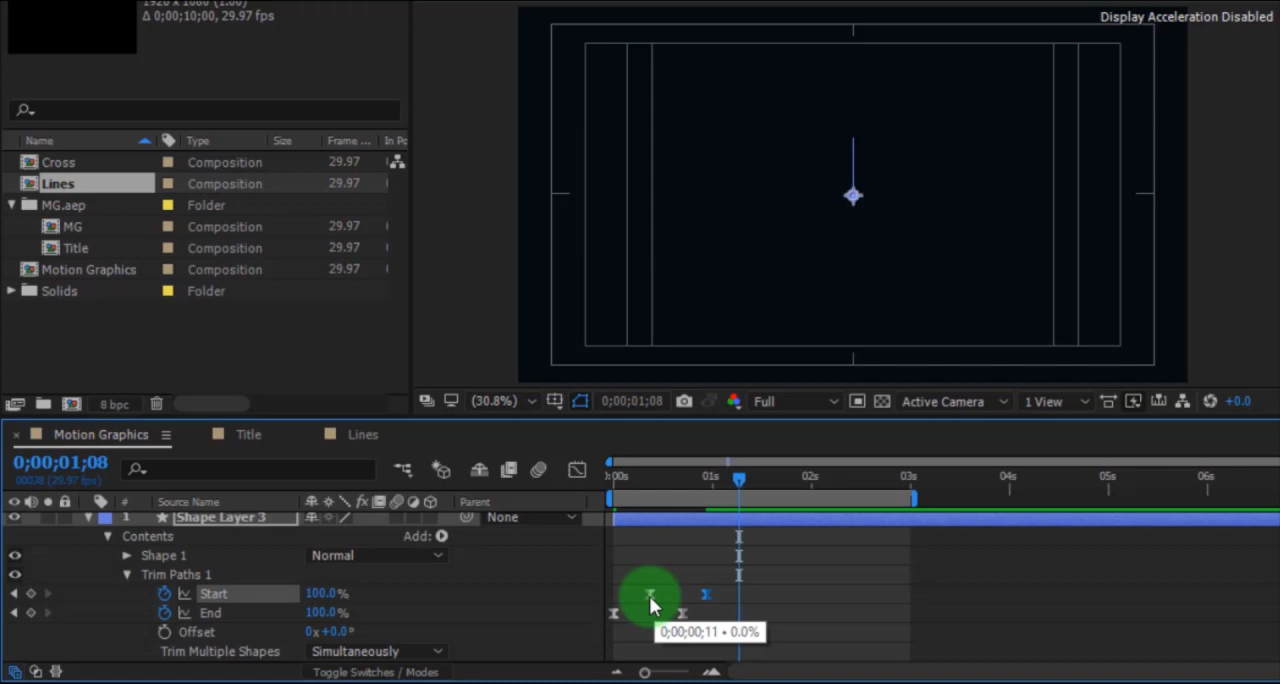 1920 x 1080 (1.00)
Δ 0;00;10;00, 29.97 fps
Display Acceleration Disabled
Name Type Size Frame ... In Po
Cross Composition 29.97
Lines Composition 29.97
MG.aep Folder
MG Composition 29.97
Title Composition 29.97
Motion Graphics Composition 29.97
Solids Folder
8 bpc
(30.8%) 0;00;01;08 Full Active Camera 1 View +0.0
Motion Graphics Title Lines
0;00;01;08
00038 (29.97 fps)
:00s 01s 02s 03s 04s 05s 06s
# Source Name fx Parent
1 Shape Layer 3 None
Contents Add:
Shape 1 Normal
Trim Paths 1
Start 100.0%
End 100.0%
0;00;00;11 • 0.0%
Offset 0x+0.0°
Trim Multiple Shapes Simultaneously
Toggle Switches / Modes